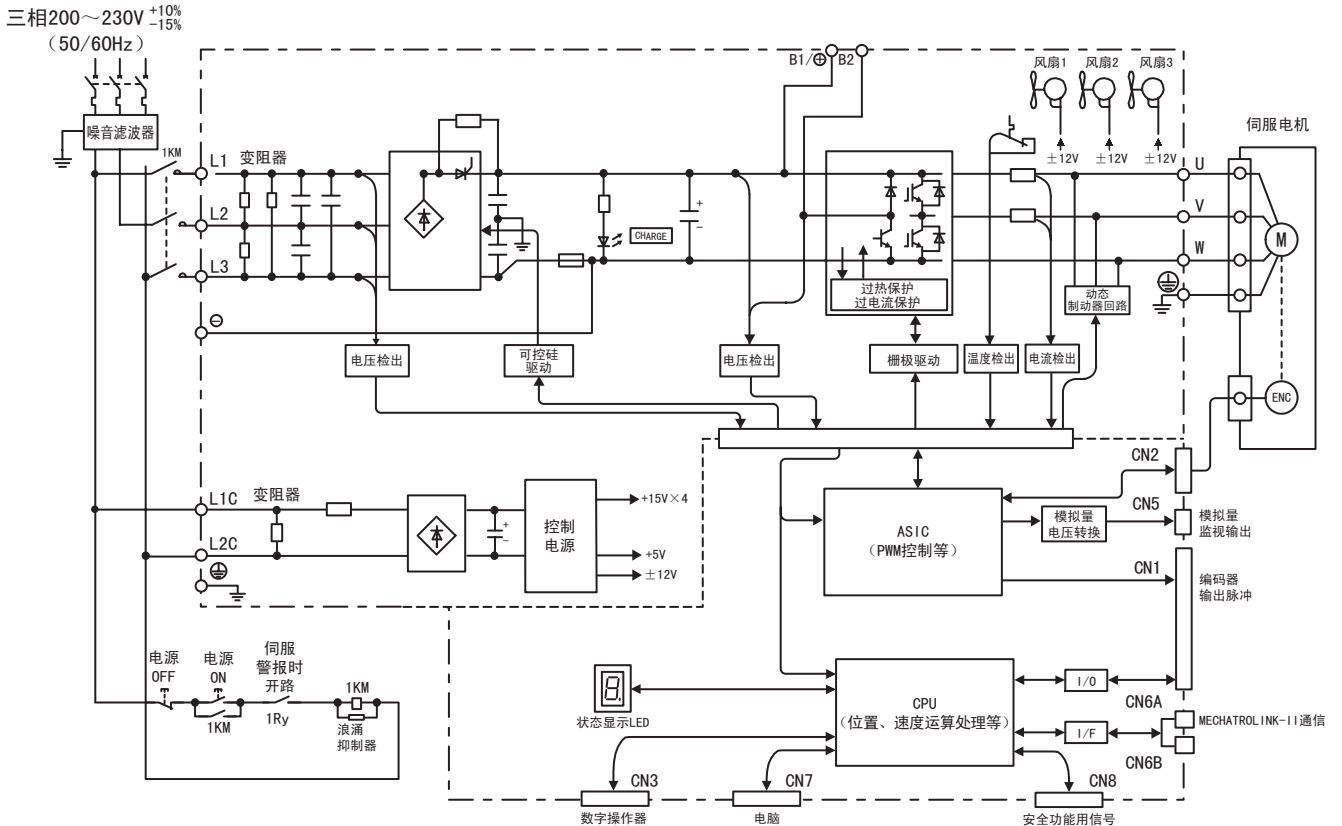 三相200～230V +10% -15%
（50/60Hz）
噪音滤波器
1KM
L1
变阻器
L2
L3
⊖
B1/⊕
B2
CHARGE
+
-
过热保护
过电流保护
风扇1
风扇2
风扇3
±12V
±12V
±12V
U
V
W
伺服电机
M
ENC
动态
制动器回路
电压检出
可控硅
驱动
电压检出
栅极驱动
温度检出
电流检出
L1C
变阻器
L2C
+
-
控制
电源
+15V×4
+5V
±12V
ASIC
（PWM控制等）
模拟量
电压转换
CN2
CN5
模拟量
监视输出
CN1
编码器
输出脉冲
电源
OFF
电源
ON
1KM
伺服
警报时
开路
1Ry
1KM
浪涌
抑制器
8.
状态显示LED
CPU
（位置、速度运算处理等）
I/O
CN6A
I/F
MECHATROLINK-II通信
CN6B
CN3
数字操作器
CN7
电脑
CN8
安全功能用信号